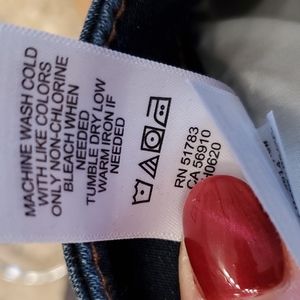 MACHINE WASH COLD
WITH LIKE COLORS
ONLY NON-CHLORINE
BLEACH WHEN
NEEDED
TUMBLE DRY LOW
WARM IRON IF
NEEDED
RN 51783
CA 56910
H0620